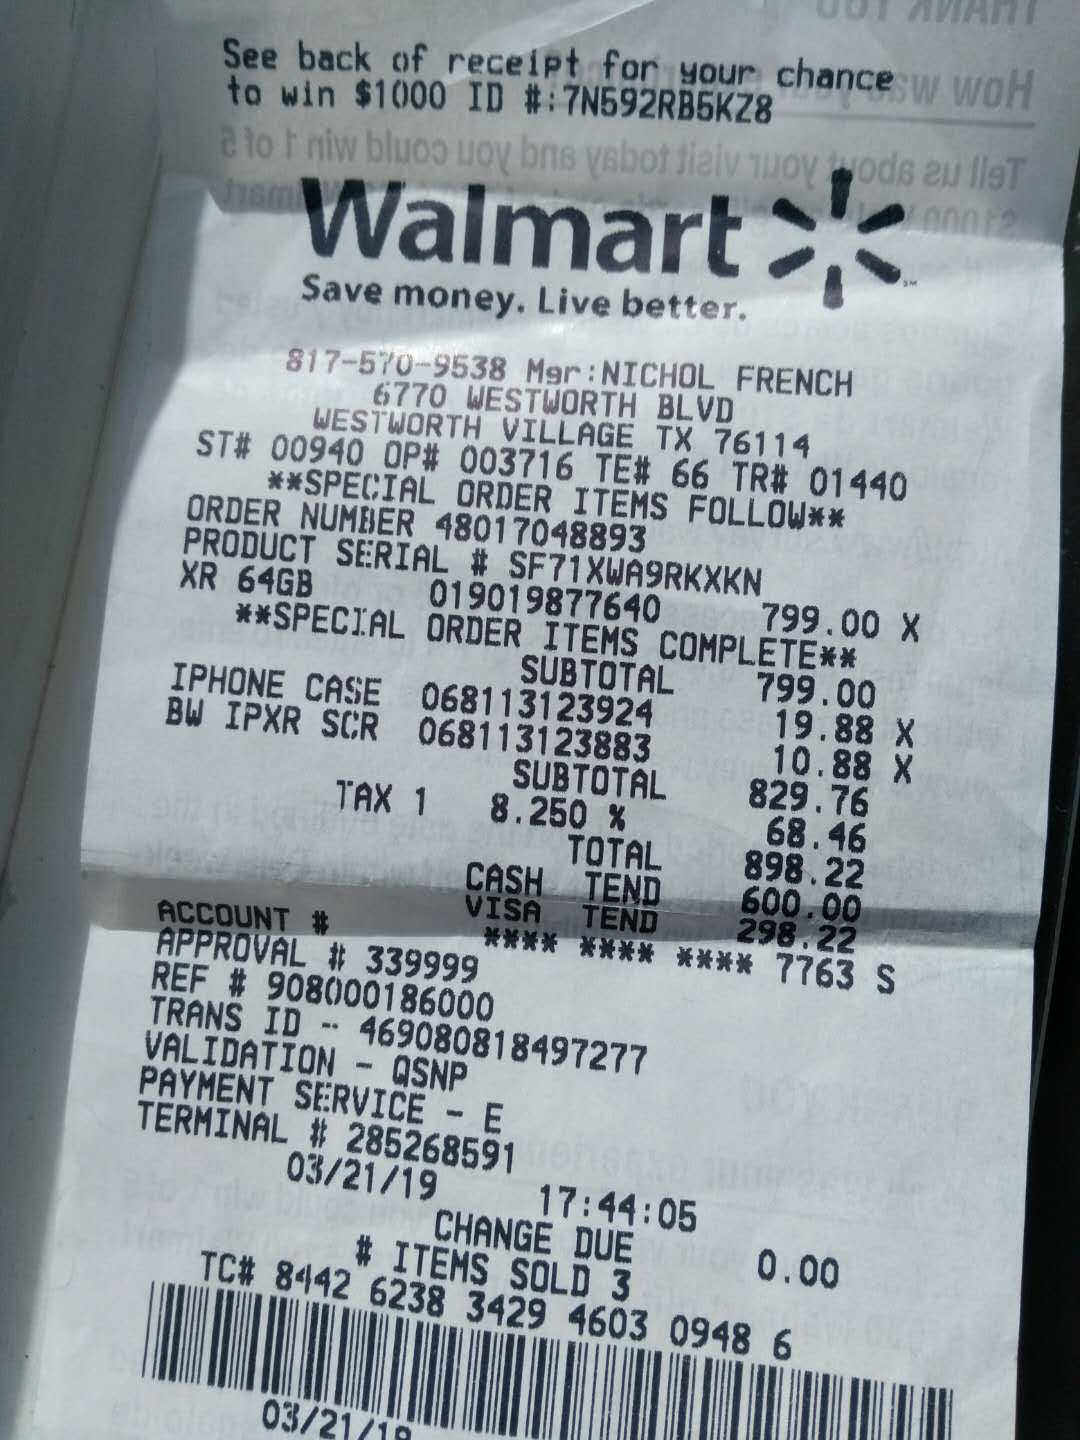 See back of receipt for your chance
to win $1000 ID #:7N592RB5KZ8
Walmart
Save money. Live better.
817-570-9538 Mgr:NICHOL FRENCH
6770 WESTWORTH BLVD
WESTWORTH VILLAGE TX 76114
ST# 00940 OP# 003716 TE# 66 TR# 01440
**SPECIAL ORDER ITEMS FOLLOW**
ORDER NUMBER 48017048893
PRODUCT SERIAL # SF71XWA9RKXKN
XR 64GB 019019877640 799.00 X
**SPECIAL ORDER ITEMS COMPLETE**
SUBTOTAL 799.00
IPHONE CASE 068113123924 19.88 X
BW IPXR SCR 068113123883 10.88 X
SUBTOTAL 829.76
TAX 1 8.250 % 68.46
TOTAL 898.22
CASH TEND 600.00
VISA TEND 298.22
ACCOUNT # **** **** **** 7763 S
APPROVAL # 339999
REF # 908000186000
TRANS ID - 469080818497277
VALIDATION - QSNP
PAYMENT SERVICE - E
TERMINAL # 285268591
03/21/19 17:44:05
CHANGE DUE 0.00
# ITEMS SOLD 3
TC# 8442 6238 3429 4603 0948 6
03/21/19